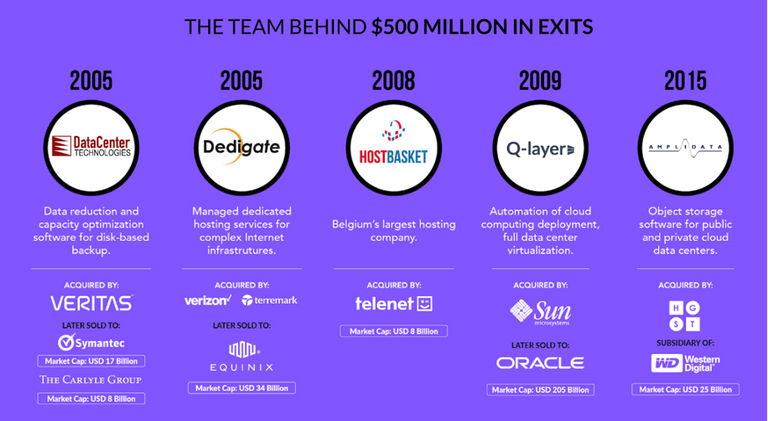 THE TEAM BEHIND $500 MILLION IN EXITS
2005
DataCenter
TECHNOLOGIES
Data reduction and
capacity optimization
software for disk-based
backup.
ACQUIRED BY:
VERITAS
LATER SOLD TO:
Symantec
Market Cap: USD 17 Billion
THE CARLYLE GROUP
Market Cap: USD 8 Billion
2005
Dedigate
Managed dedicated
hosting services for
complex Internet
infrastrutures.
ACQUIRED BY:
verizon terremark
LATER SOLD TO:
EQUINIX
Market Cap: USD 34 Billion
2008
HOSTBASKET
Belgium's largest hosting
company.
ACQUIRED BY:
telenet
Market Cap: USD 8 Billion
2009
Q-layer
Automation of cloud
computing deployment,
full data center
virtualization.
ACQUIRED BY:
Sun
microsystems
LATER SOLD TO:
ORACLE
Market Cap: USD 205 Billion
2015
AMPLIDATA
Object storage
software for public
and private cloud
data centers.
ACQUIRED BY:
H G
S T
SUBSIDIARY OF:
WD Western
Digital
Market Cap: USD 25 Billion